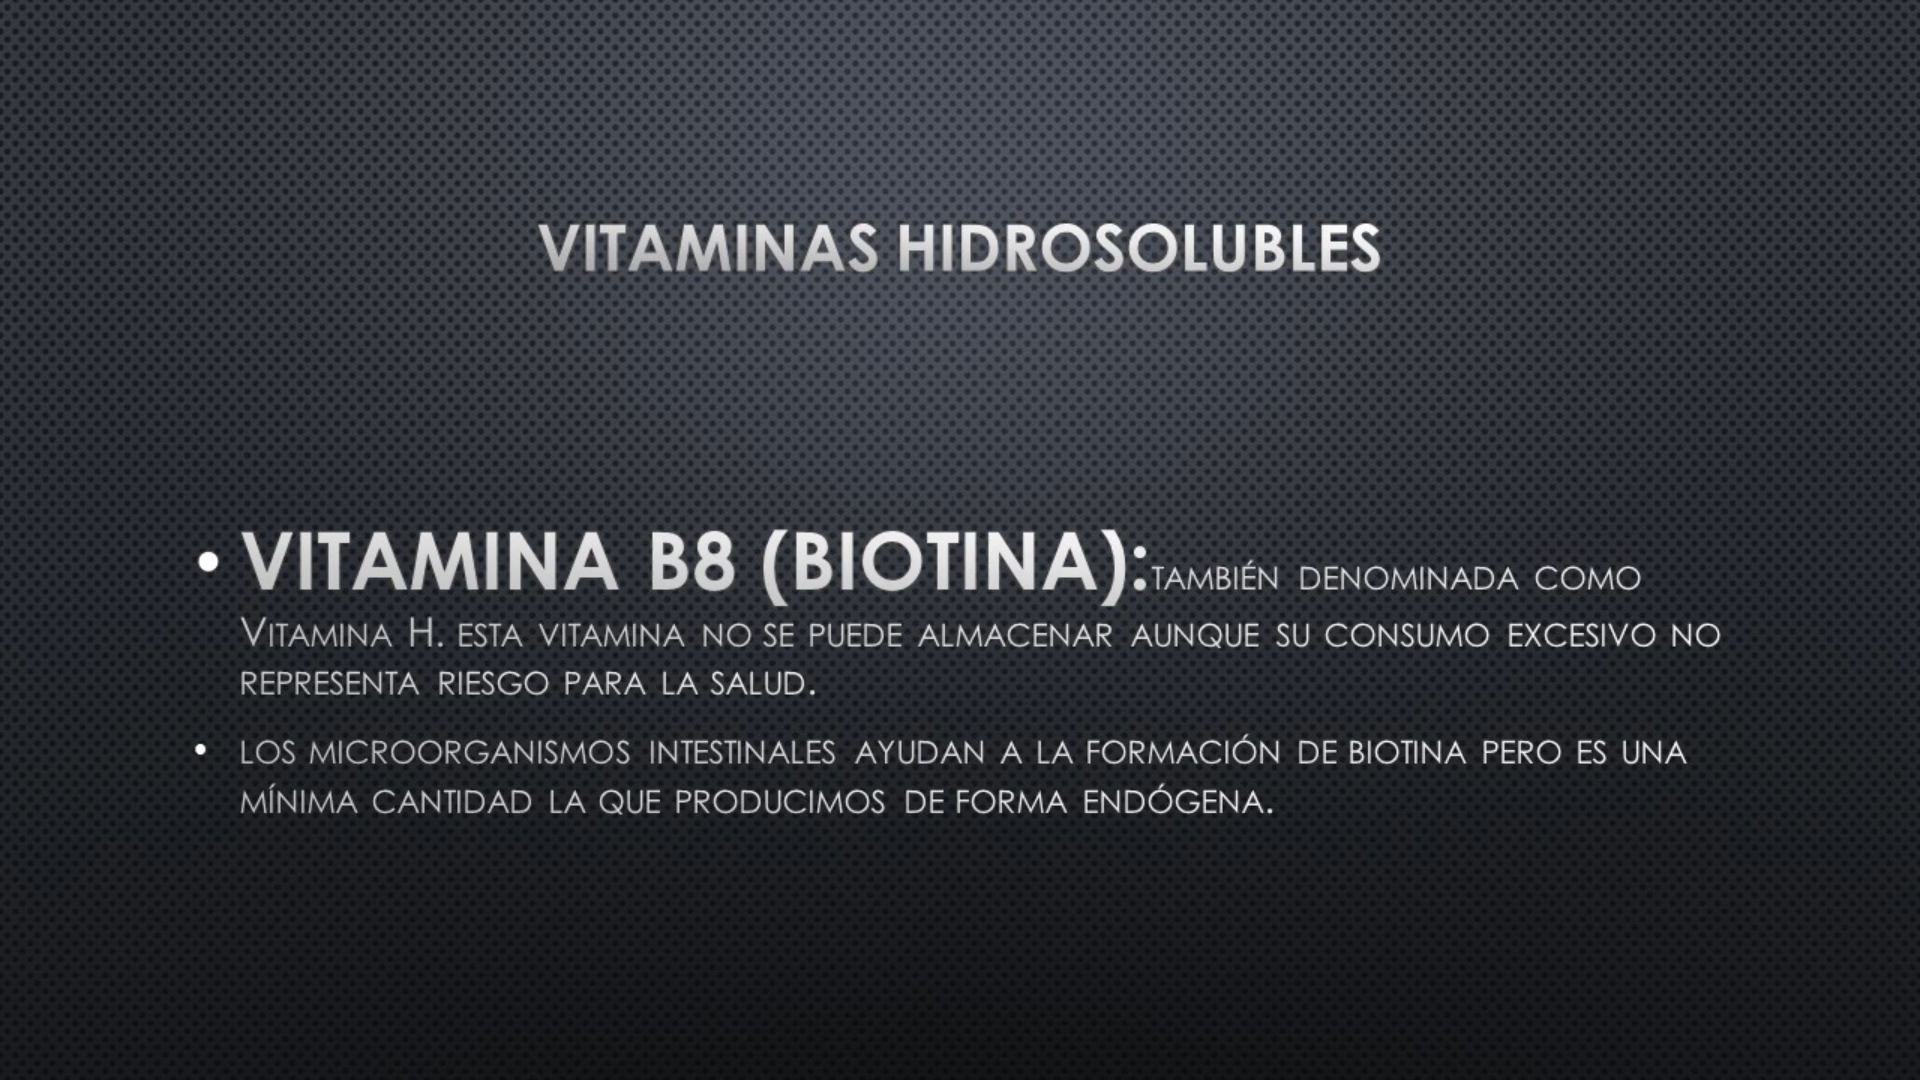 VITAMINAS HIDROSOLUBLES
• VITAMINA B8 (BIOTINA):TAMBIÉN DENOMINADA COMO
VITAMINA H. ESTA VITAMINA NO SE PUEDE ALMACENAR AUNQUE SU CONSUMO EXCESIVO NO
REPRESENTA RIESGO PARA LA SALUD.
• LOS MICROORGANISMOS INTESTINALES AYUDAN A LA FORMACIÓN DE BIOTINA PERO ES UNA
MÍNIMA CANTIDAD LA QUE PRODUCIMOS DE FORMA ENDÓGENA.